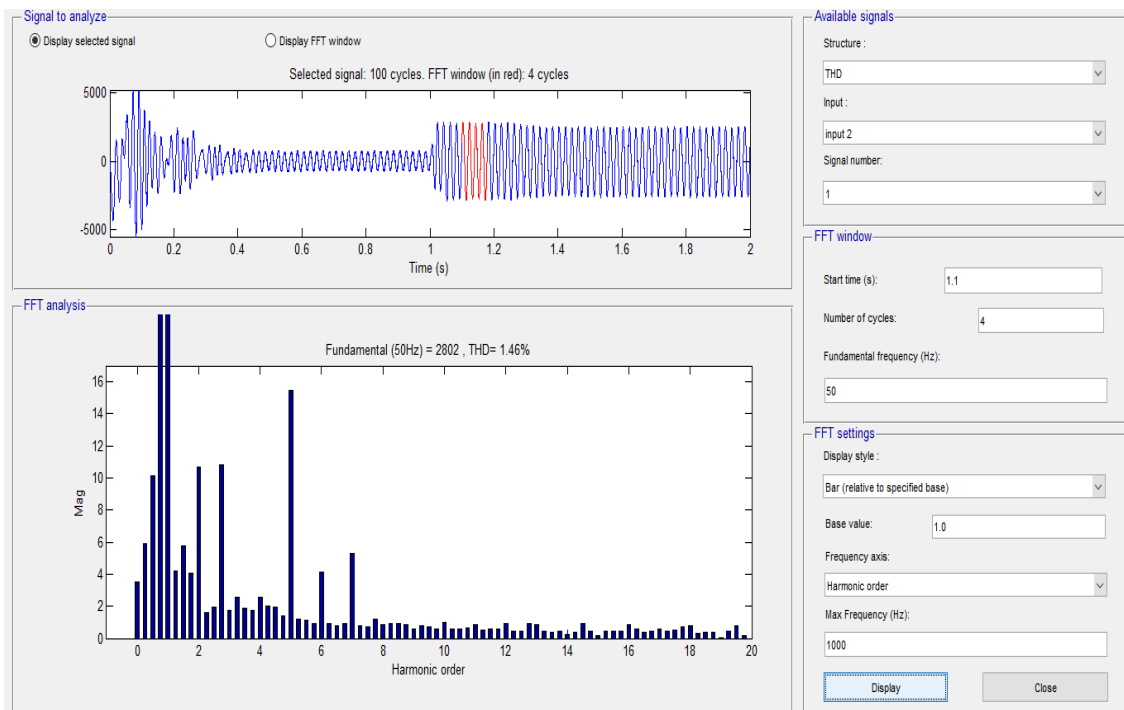 Signal to analyze
Display selected signal
Display FFT window
Selected signal: 100 cycles. FFT window (in red): 4 cycles
5000
0
-5000
0 0.2 0.4 0.6 0.8 1 1.2 1.4 1.6 1.8 2
Time (s)
FFT analysis
Fundamental (50Hz) = 2802 , THD= 1.46%
16
14
12
10
8
6
4
2
0
Mag
0 2 4 6 8 10 12 14 16 18 20
Harmonic order
Available signals
Structure :
THD
Input :
input 2
Signal number:
1
FFT window
Start time (s):
1.1
Number of cycles:
4
Fundamental frequency (Hz):
50
FFT settings
Display style :
Bar (relative to specified base)
Base value:
1.0
Frequency axis:
Harmonic order
Max Frequency (Hz):
1000
Display
Close